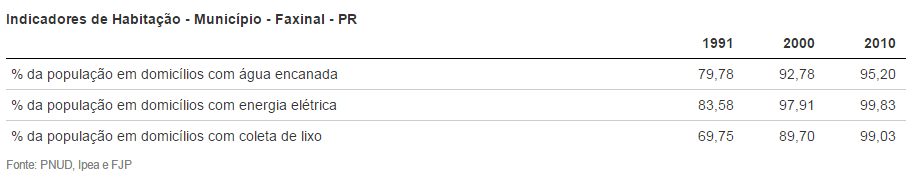 Indicadores de Habitação - Município - Faxinal - PR
1991 2000 2010
% da população em domicílios com água encanada 79,78 92,78 95,20
% da população em domicílios com energia elétrica 83,58 97,91 99,83
% da população em domicílios com coleta de lixo 69,75 89,70 99,03
Fonte: PNUD, Ipea e FJP